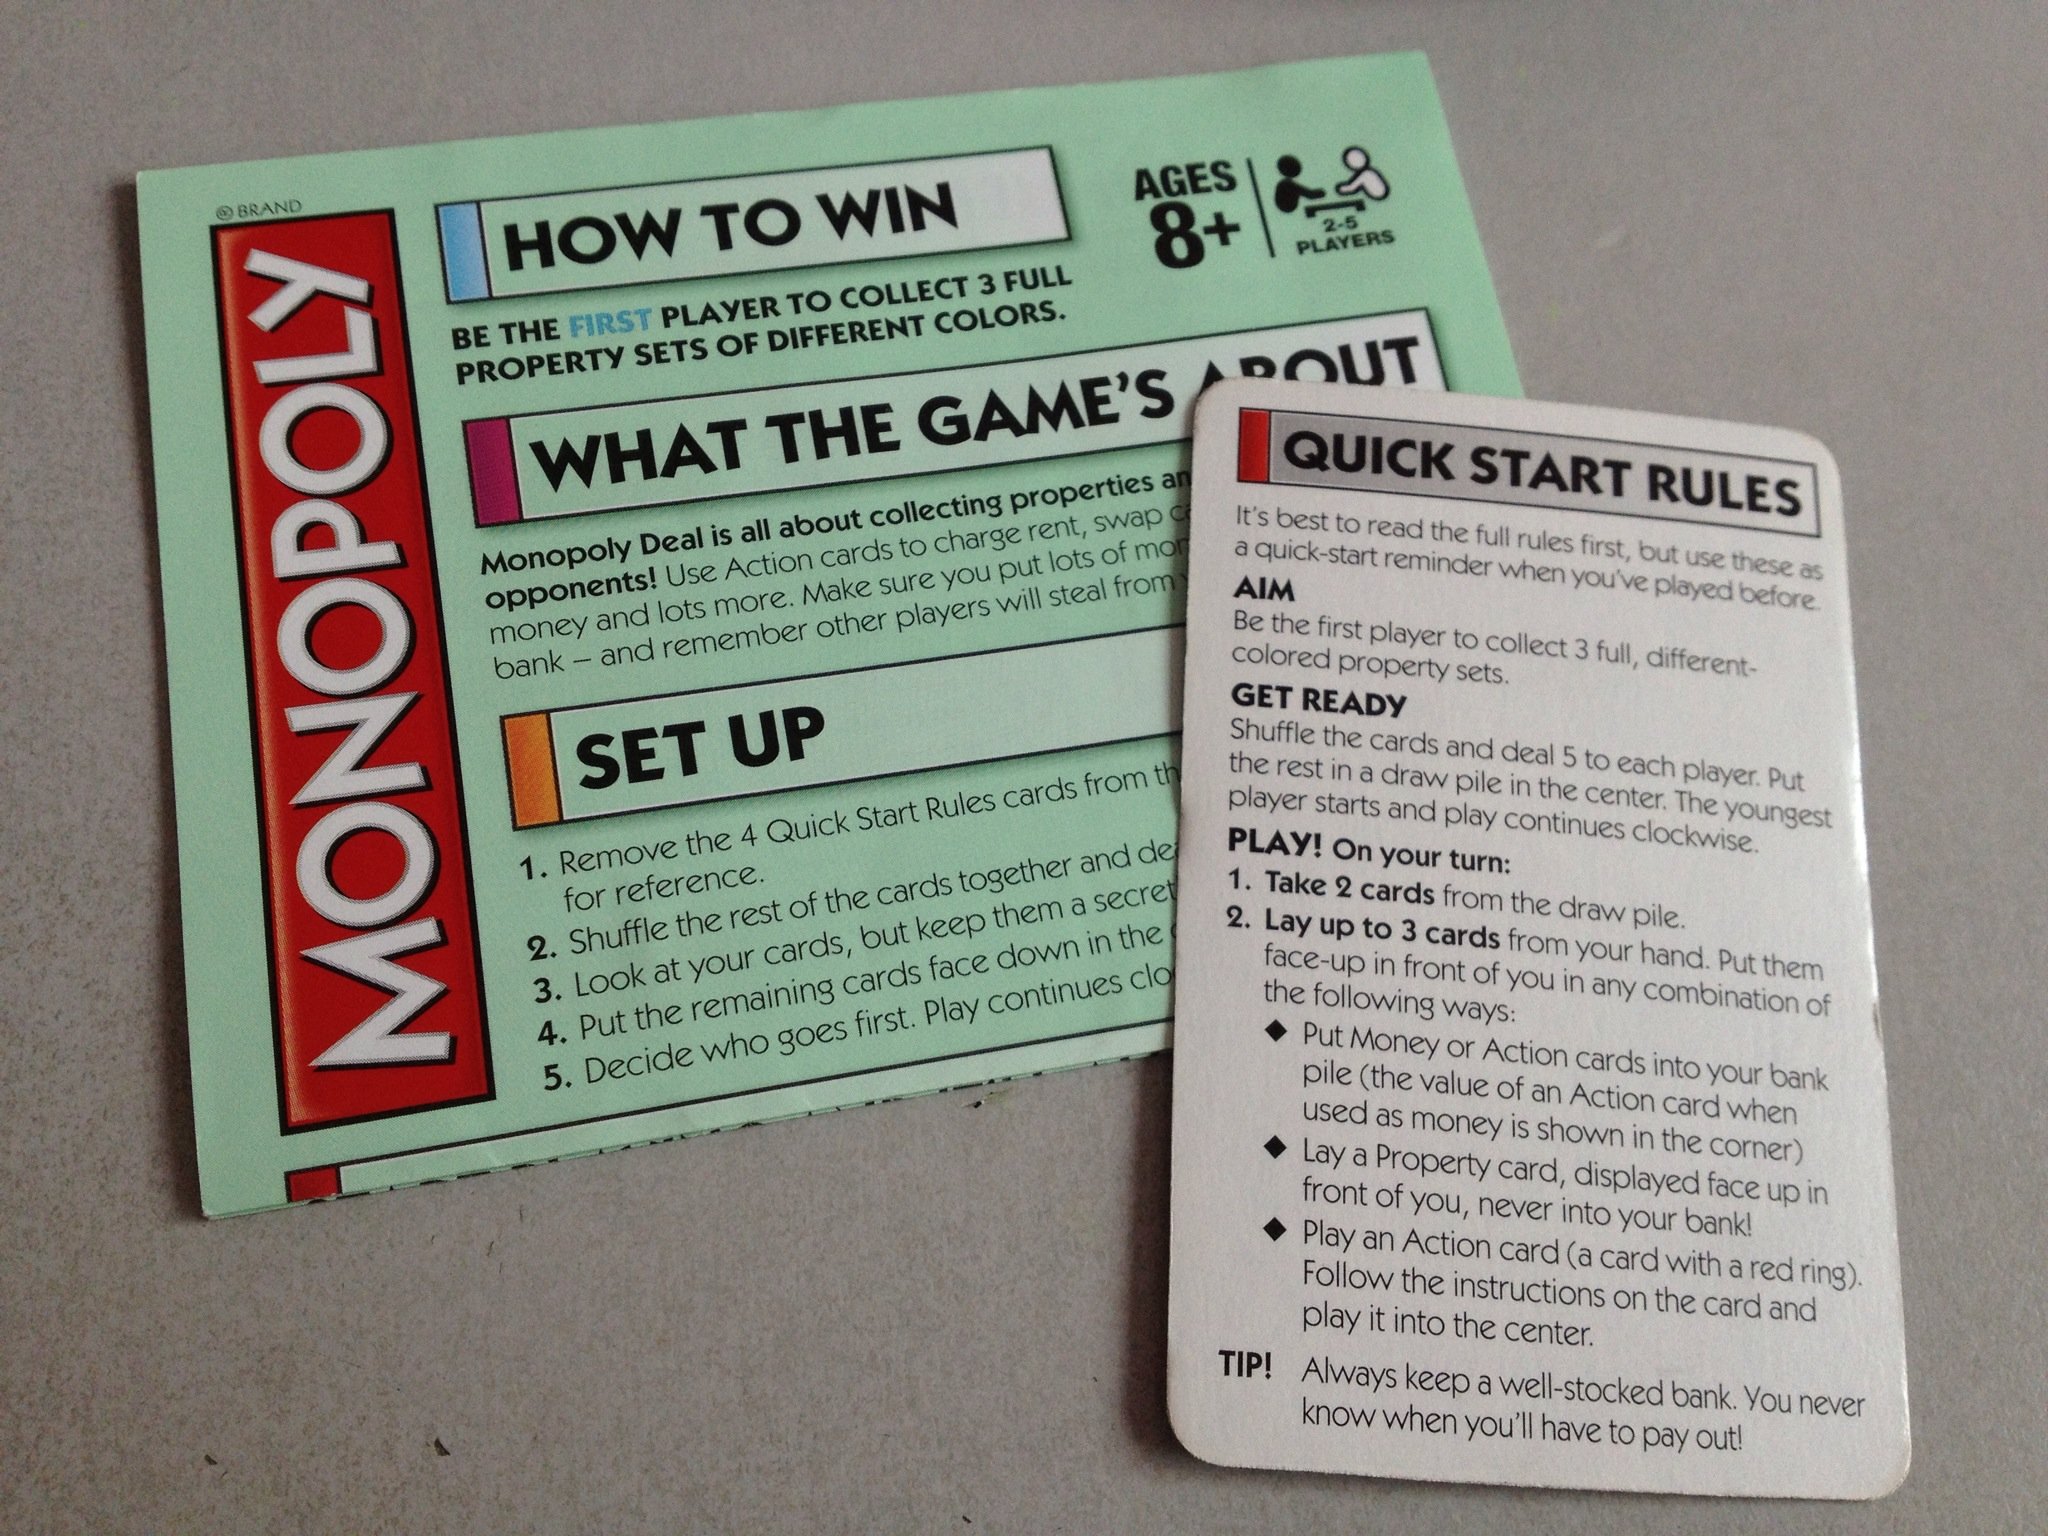 © BRAND
MONOPOLY
HOW TO WIN
BE THE FIRST PLAYER TO COLLECT 3 FULL
PROPERTY SETS OF DIFFERENT COLORS.
AGES
8+
2-5
PLAYERS
WHAT THE GAME'S ABOUT
Monopoly Deal is all about collecting properties
opponents! Use Action cards to charge rent, swap
money and lots more. Make sure you put lots of
bank – and remember other players will steal from
SET UP
1. Remove the 4 Quick Start Rules cards from
for reference.
2. Shuffle the rest of the cards together and
3. Look at your cards, but keep them a secret
4. Put the remaining cards face down in the
5. Decide who goes first. Play continues
QUICK START RULES
It's best to read the full rules first, but use these as
a quick-start reminder when you've played before.
AIM
Be the first player to collect 3 full, different-
colored property sets.
GET READY
Shuffle the cards and deal 5 to each player. Put
the rest in a draw pile in the center. The youngest
player starts and play continues clockwise.
PLAY! On your turn:
1. Take 2 cards from the draw pile.
2. Lay up to 3 cards from your hand. Put them
face-up in front of you in any combination of
the following ways:
◆ Put Money or Action cards into your bank
pile (the value of an Action card when
used as money is shown in the corner)
◆ Lay a Property card, displayed face up in
front of you, never into your bank!
◆ Play an Action card (a card with a red ring).
Follow the instructions on the card and
play it into the center.
TIP! Always keep a well-stocked bank. You never
know when you'll have to pay out!